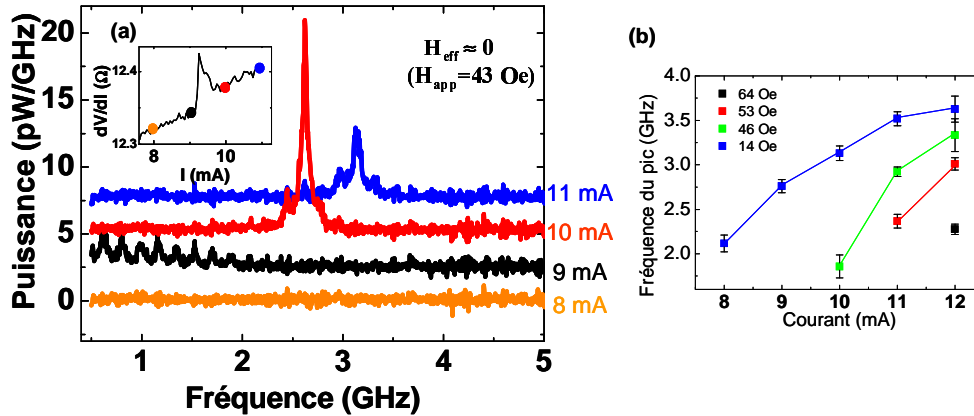 (a)
H eff ≈ 0
(H app =43 Oe)
Puissance (pW/GHz)
20
15
10
5
0
dV/dI (Ω)
12.4
12.3
8
10
I (mA)
11 mA
10 mA
9 mA
8 mA
1
2
3
4
5
Fréquence (GHz)
(b)
Fréquence du pic (GHz)
4.0
3.5
3.0
2.5
2.0
64 Oe
53 Oe
46 Oe
14 Oe
8
9
10
11
12
Courant (mA)